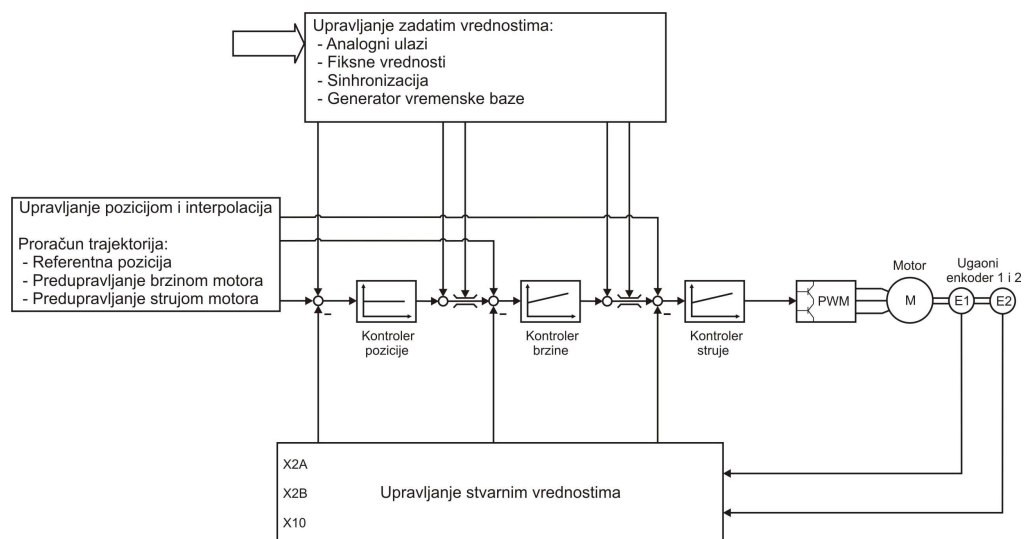 Upravljanje zadatim vrednostima:
- Analogni ulazi
- Fiksne vrednosti
- Sinhronizacija
- Generator vremenske baze
Upravljanje pozicijom i interpolacija
Proračun trajektorija:
- Referentna pozicija
- Predupravljanje brzinom motora
- Predupravljanje strujom motora
Kontroler
pozicije
Kontroler
brzine
Kontroler
struje
PWM
Motor
M
Ugaoni
enkoder 1 i 2
E1
E2
X2A
X2B
X10
Upravljanje stvarnim vrednostima